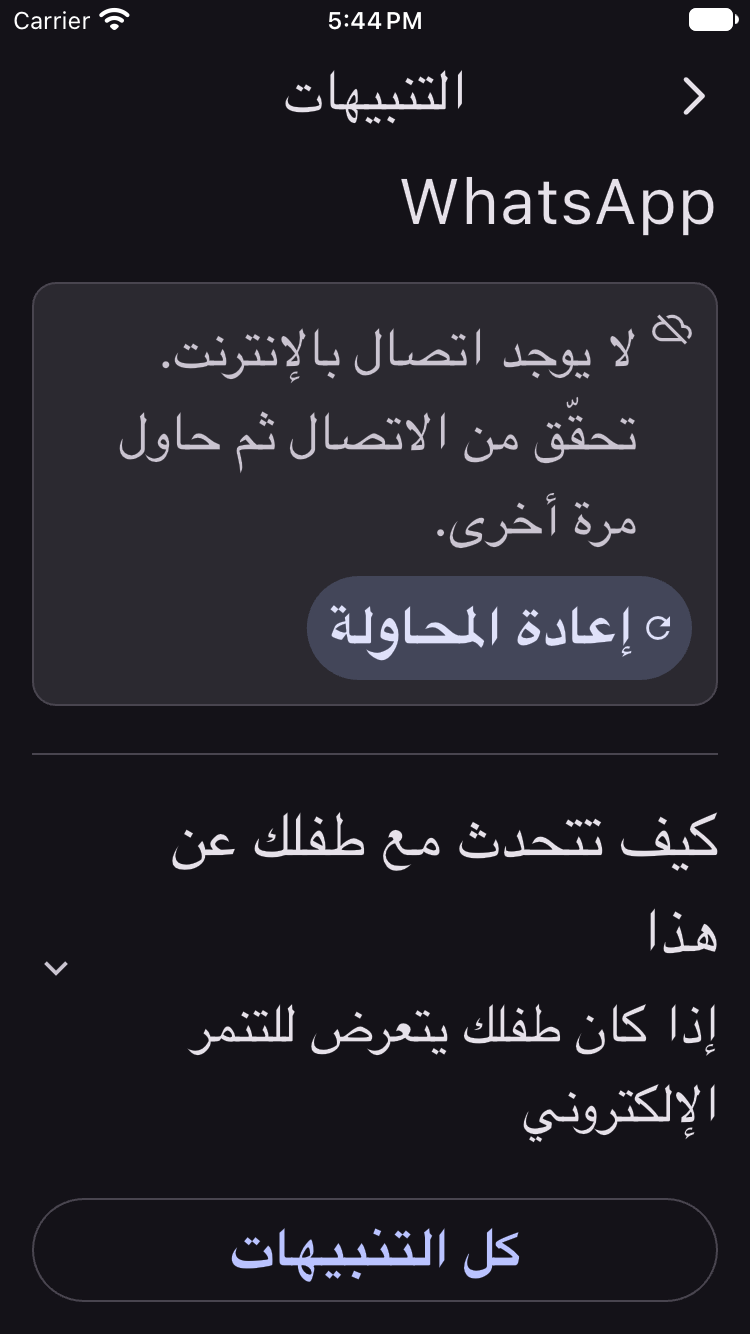 Carrier 5:44 PM
التنبيهات
WhatsApp
لا يوجد اتصال بالإنترنت.
تحقّق من الاتصال ثم حاول
مرة أخرى.
إعادة المحاولة
كيف تتحدث مع طفلك عن
هذا
إذا كان طفلك يتعرض للتنمر
الإلكتروني
كل التنبيهات